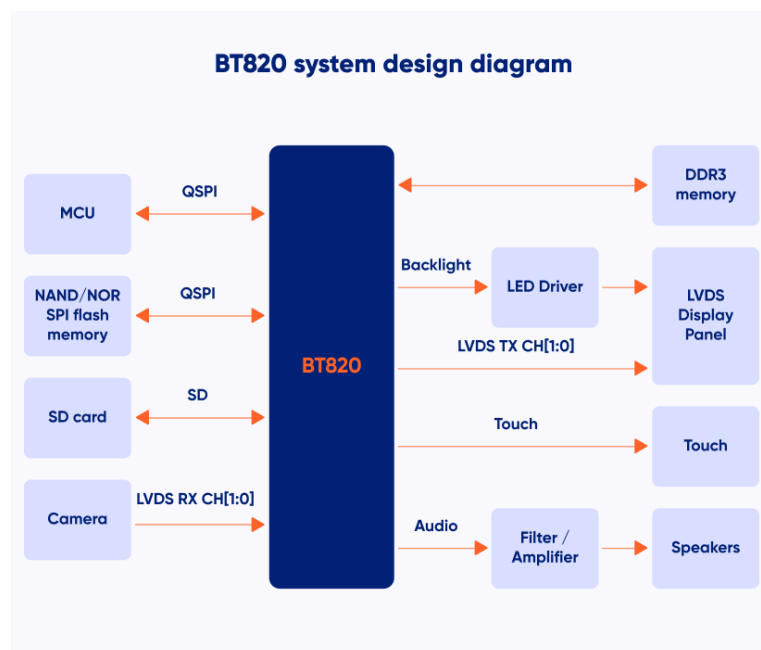 BT820 system design diagram
MCU
QSPI
NAND/NOR
SPI flash
memory
QSPI
SD card
SD
Camera
LVDS RX CH[1:0]
BT820
DDR3
memory
Backlight
LED Driver
LVDS
Display
Panel
LVDS TX CH[1:0]
Touch
Touch
Audio
Filter /
Amplifier
Speakers